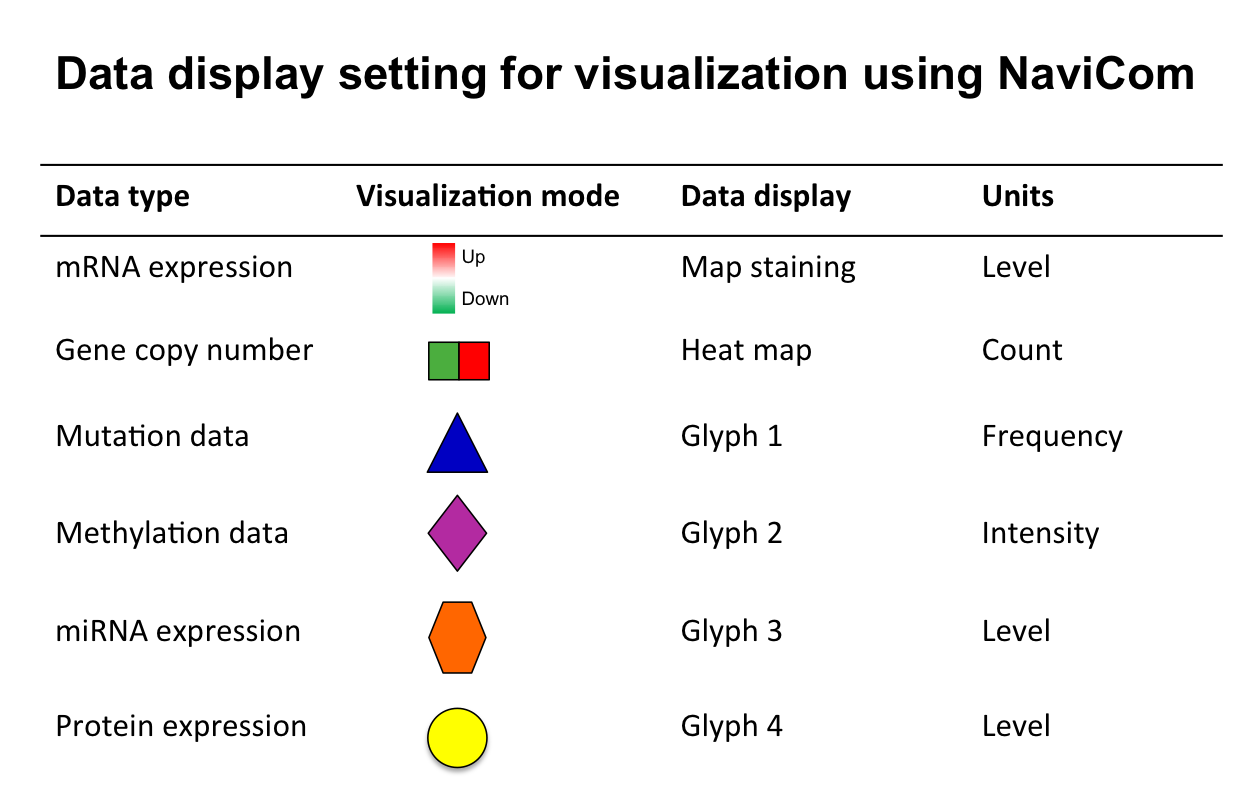 Data display setting for visualization using NaviCom
Data type Visualization mode Data display Units
mRNA expression Up Down Map staining Level
Gene copy number Heat map Count
Mutation data Glyph 1 Frequency
Methylation data Glyph 2 Intensity
miRNA expression Glyph 3 Level
Protein expression Glyph 4 Level